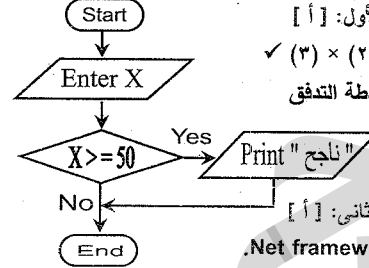 Start
أول: [ أ ]
Enter X
(٢) × (٣) ✓
طة التدفق
X>=50
Yes
Print " ناجح "
No
ثانى: [ أ ]
End
.Net framew